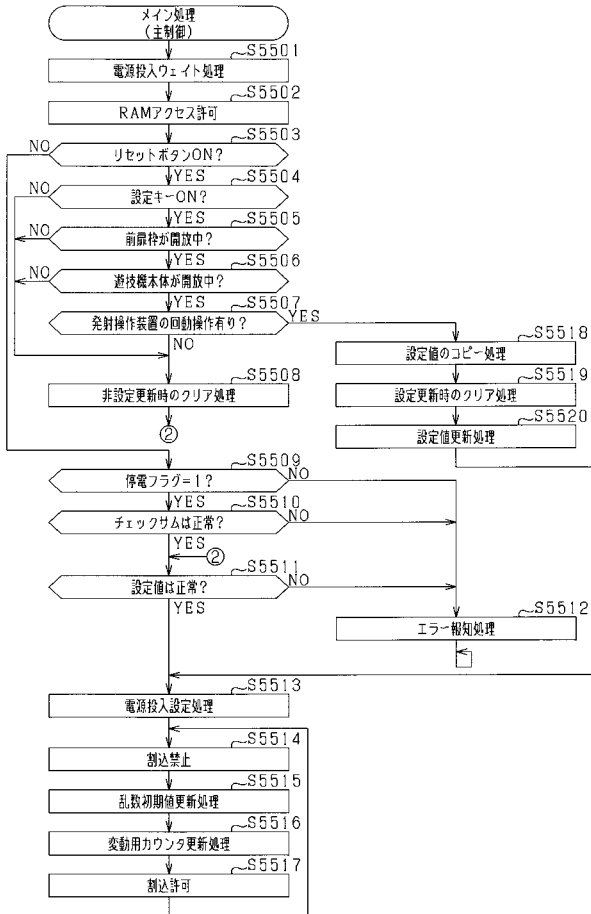 メイン処理
(主制御)
S5501
電源投入ウェイト処理
S5502
RAMアクセス許可
S5503
NO
リセットボタンON?
YES
S5504
NO
設定キーON?
YES
S5505
NO
前扉枠が開放中?
YES
S5506
NO
遊技機本体が開放中?
YES
S5507
発射操作装置の回動操作有り?
YES
NO
S5518
設定値のコピー処理
S5508
非設定更新時のクリア処理
S5519
設定更新時のクリア処理
②
S5520
設定値更新処理
S5509
停電フラグ=1?
NO
YES
S5510
チェックサムは正常?
NO
YES
②
S5511
設定値は正常?
NO
YES
S5512
エラー報知処理
S5513
電源投入設定処理
S5514
割込禁止
S5515
乱数初期値更新処理
S5516
変動用カウンタ更新処理
S5517
割込許可